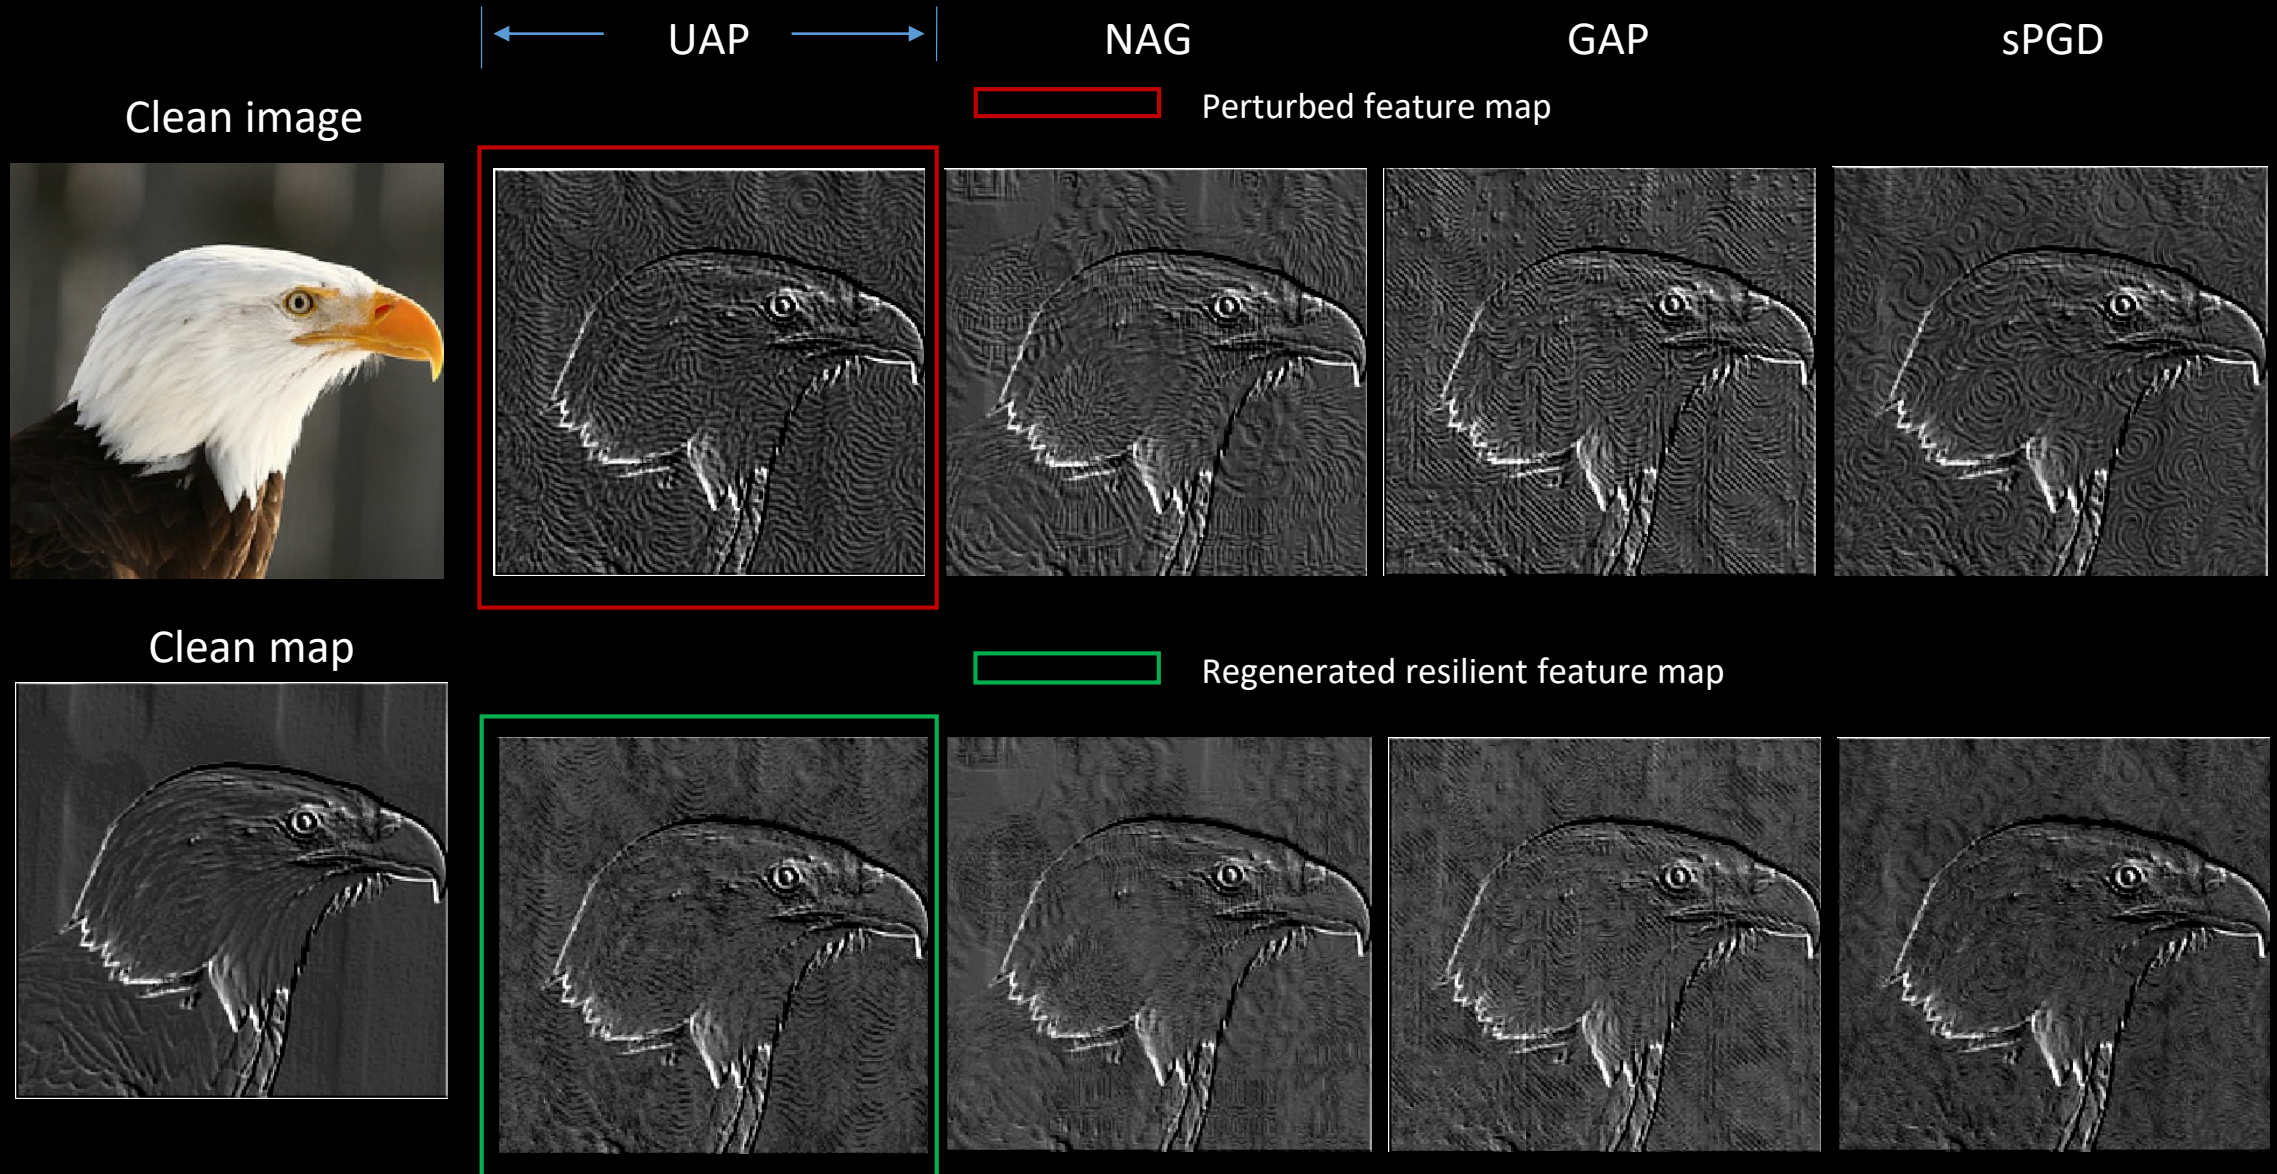 UAP
NAG
GAP
sPGD
Perturbed feature map
Clean image
Clean map
Regenerated resilient feature map